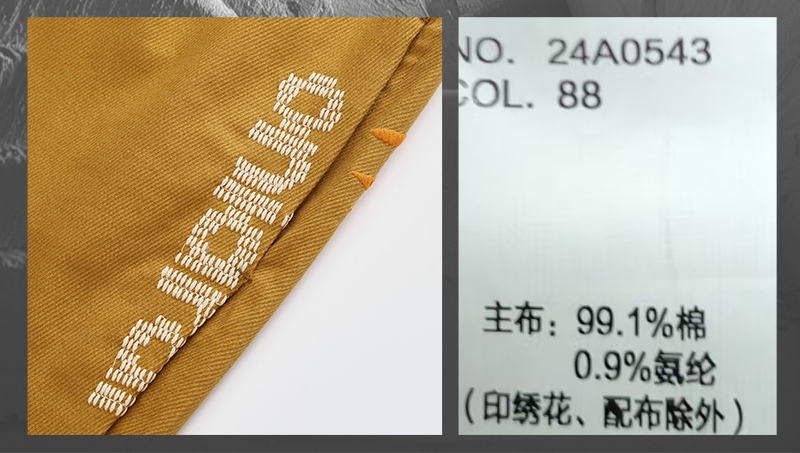 NO. 24A0543
COL. 88
主布：99.1%棉
0.9%氨纶
（印绣花、配布除外）